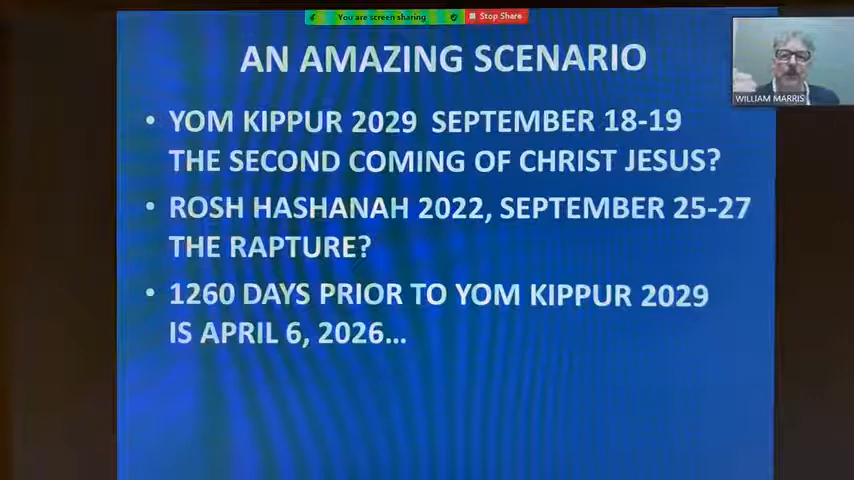 You are screen sharing
Stop Share
AN AMAZING SCENARIO
WILLIAM MARRIS
• YOM KIPPUR 2029 SEPTEMBER 18-19
THE SECOND COMING OF CHRIST JESUS?
• ROSH HASHANAH 2022, SEPTEMBER 25-27
THE RAPTURE?
• 1260 DAYS PRIOR TO YOM KIPPUR 2029
IS APRIL 6, 2026...